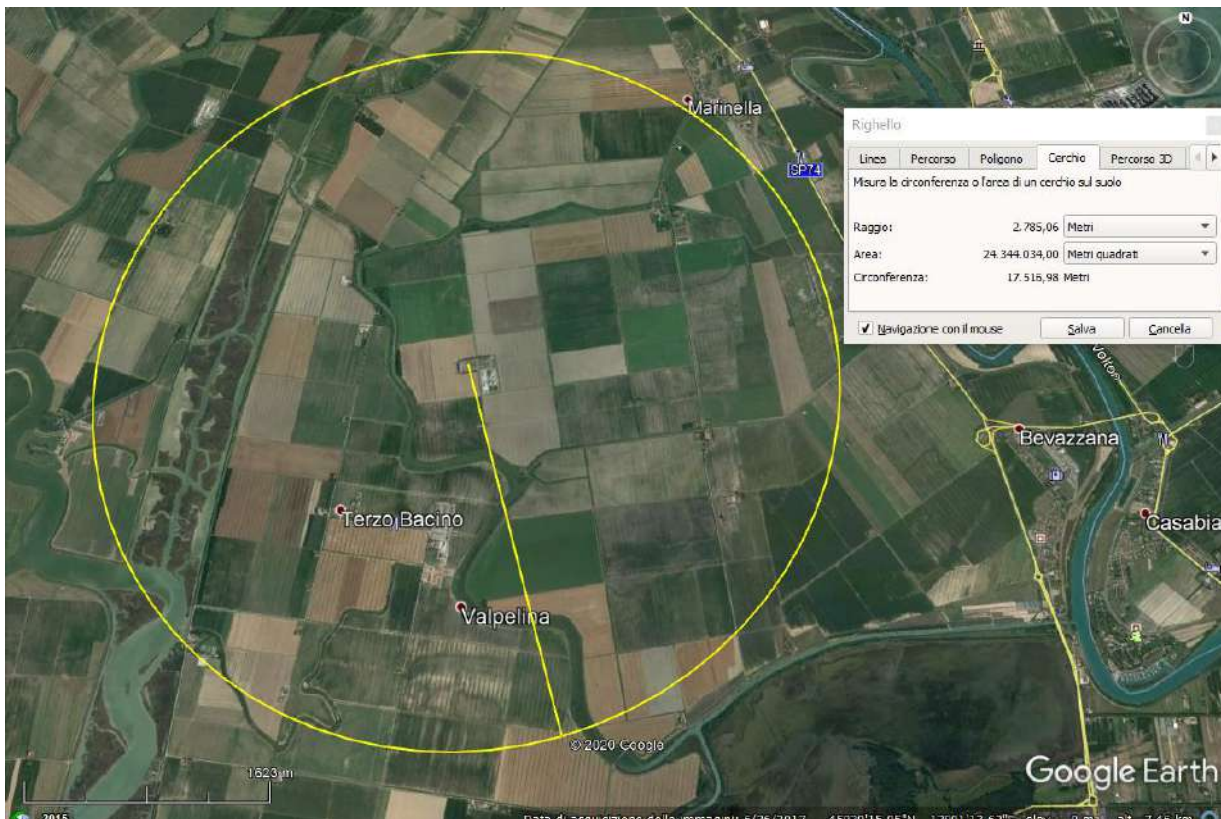 N
Marinella
SP74
Righello
Linea Percorso Poligono Cerchio Percorso 3D
Misura la circonferenza o l'area di un cerchio sul suolo
Raggio: 2.785,06 Metri
Area: 24.344.034,00 Metri quadrati
Circonferenza: 17.516,98 Metri
Navigazione con il mouse Salva Cancella
Bevazzana
Terzo Bacino
Casabia
Valpelina
© 2020 Google
1623 m
Google Earth
2015